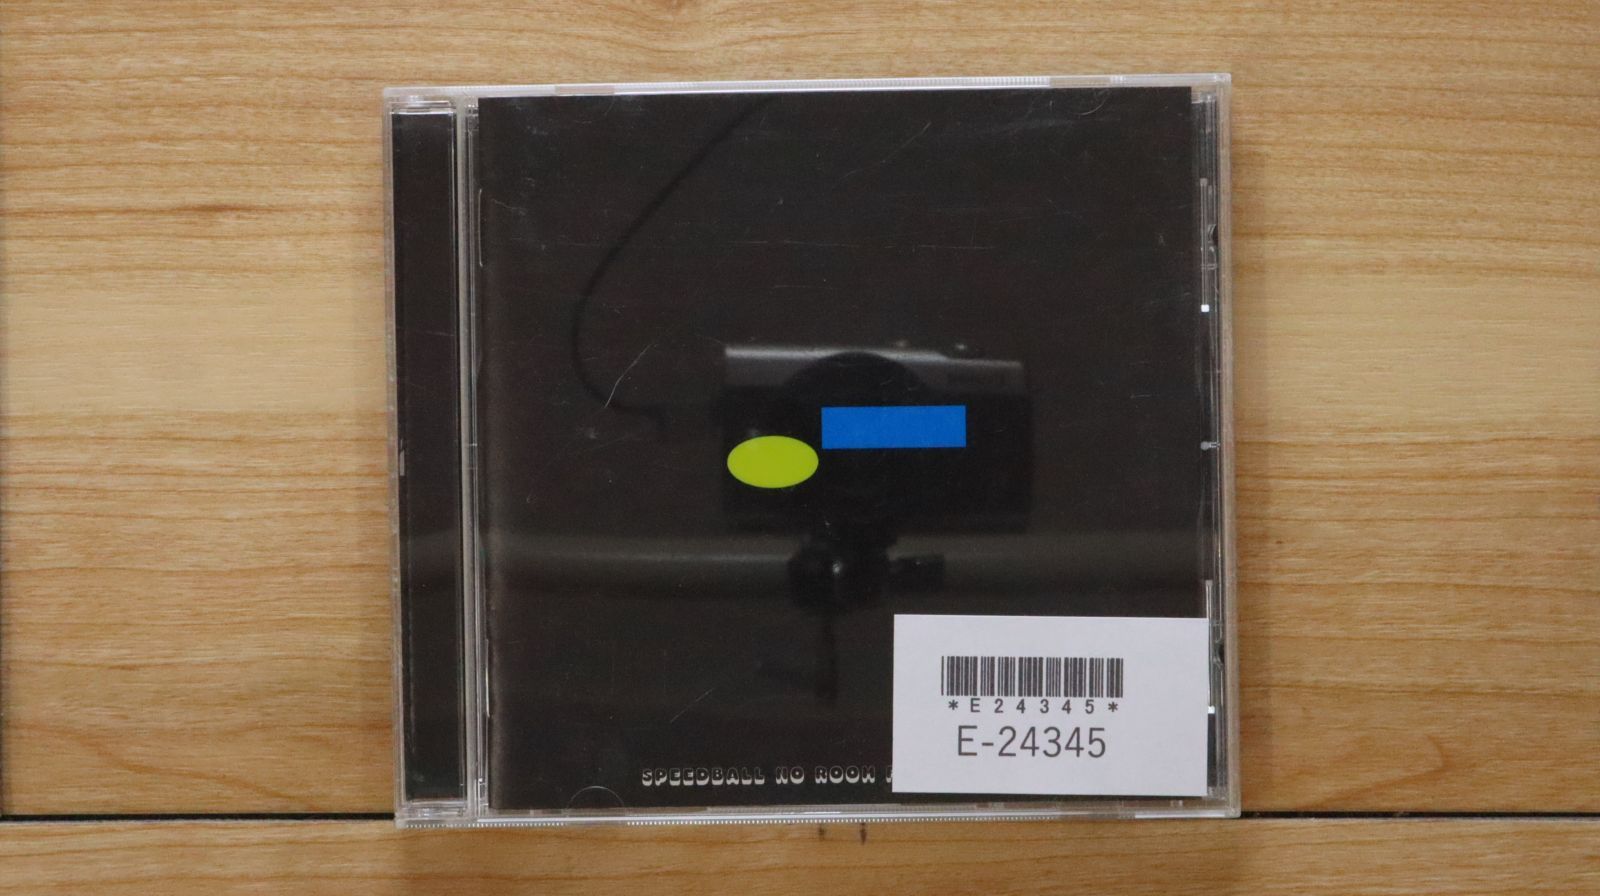 *E24345*
E-24345
SPEEDBALL NO ROOM